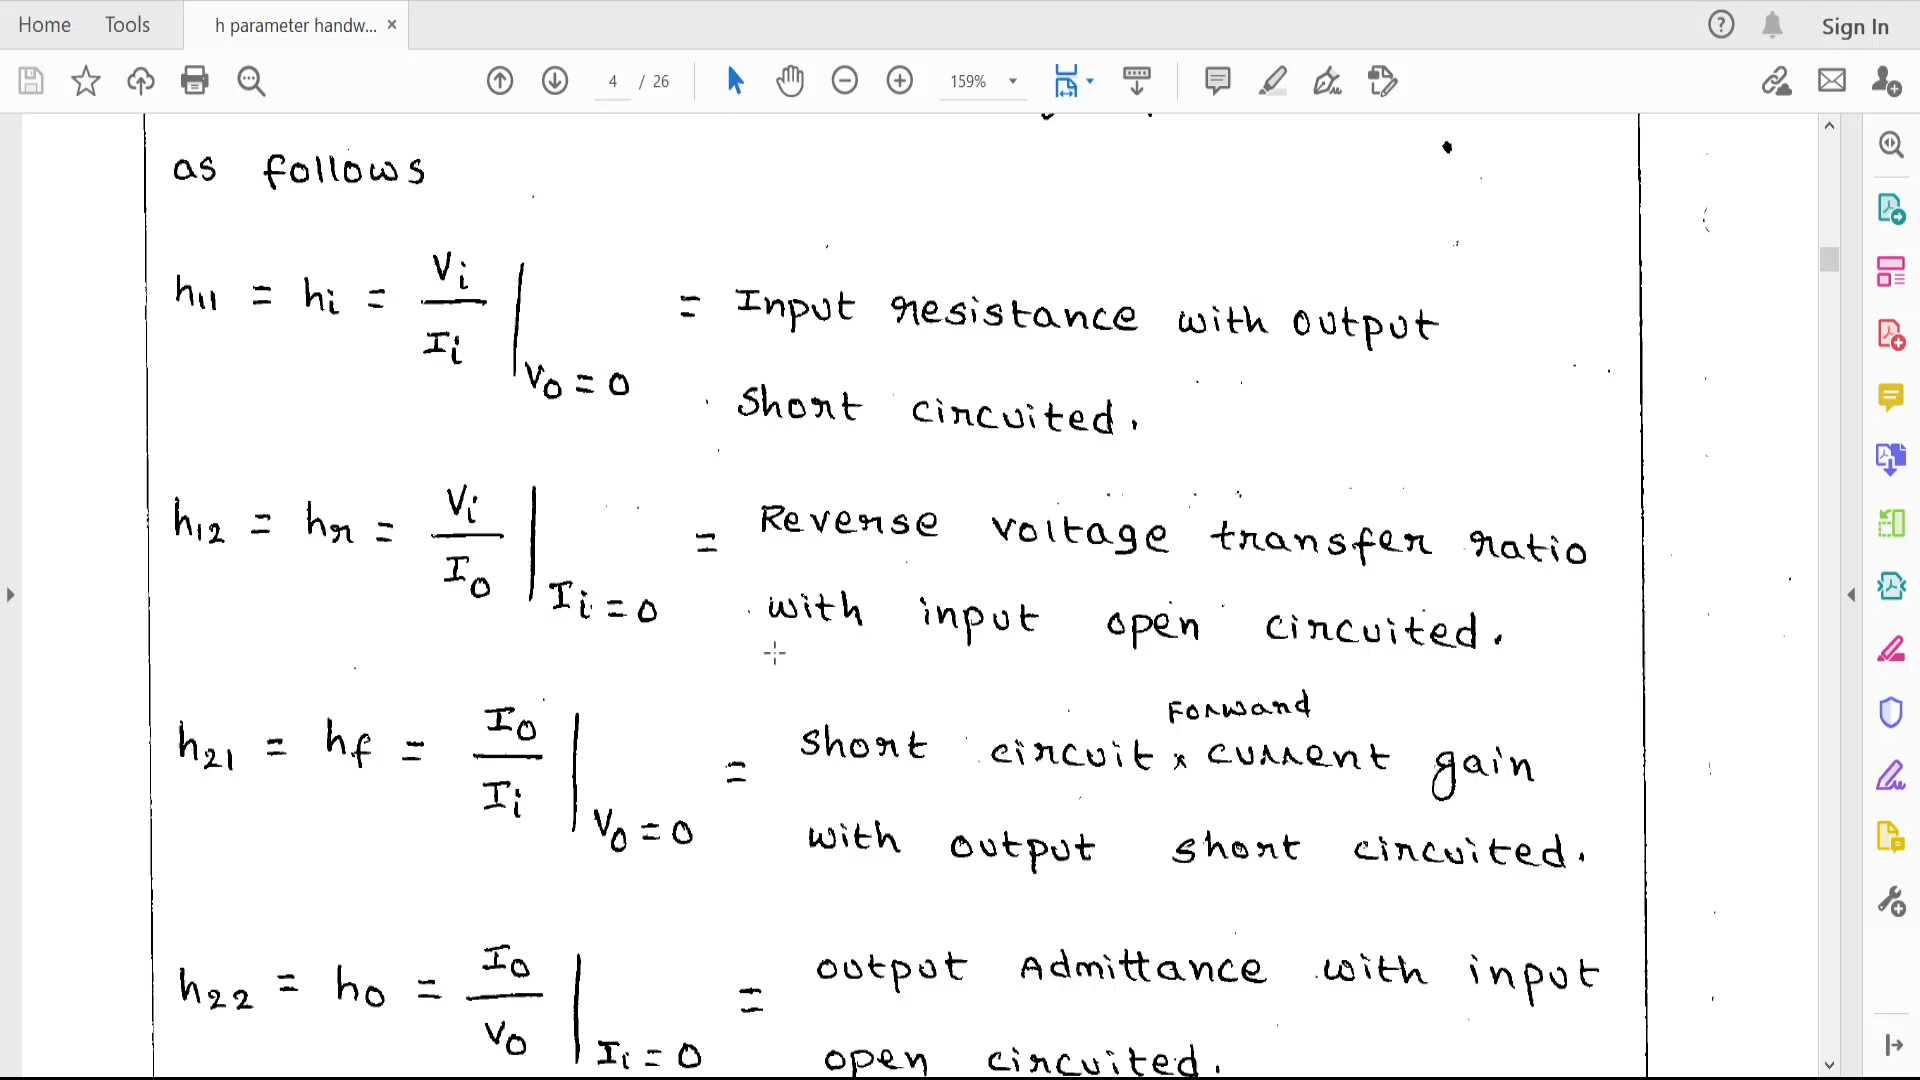 Home Tools h parameter handw... × Sign In
4 / 26 159%
as follows
h11 = hi = Vi / Ii | Vo = 0 = Input resistance with output
short circuited.
h12 = hr = Vi / Io | Ii = 0 = Reverse voltage transfer ratio
with input open circuited.
Forward
h21 = hf = Io / Ii | Vo = 0 = short circuit ^ current gain
with output short circuited.
h22 = ho = Io / Vo | Ii = 0 = output Admittance with input
open circuited.